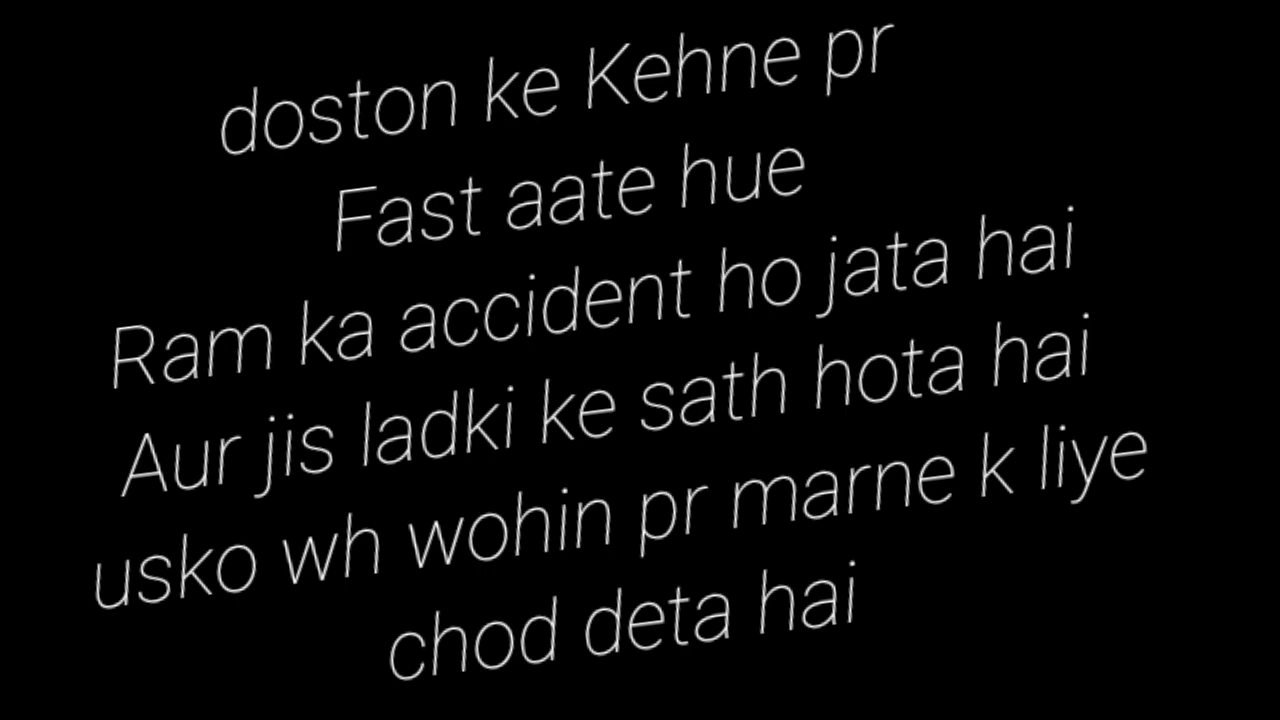 doston ke Kehne pr
Fast aate hue
Ram ka accident ho jata hai
Aur jis ladki ke sath hota hai
usko wh wohin pr marne k liye
chod deta hai